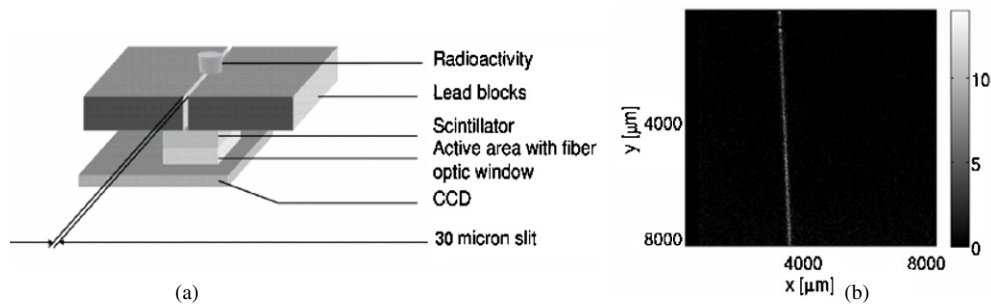 Radioactivity
Lead blocks
Scintillator
Active area with fiber
optic window
CCD
30 micron slit
(a)
y [μm]
4000
8000
4000
8000
x [μm]
10
5
0
(b)